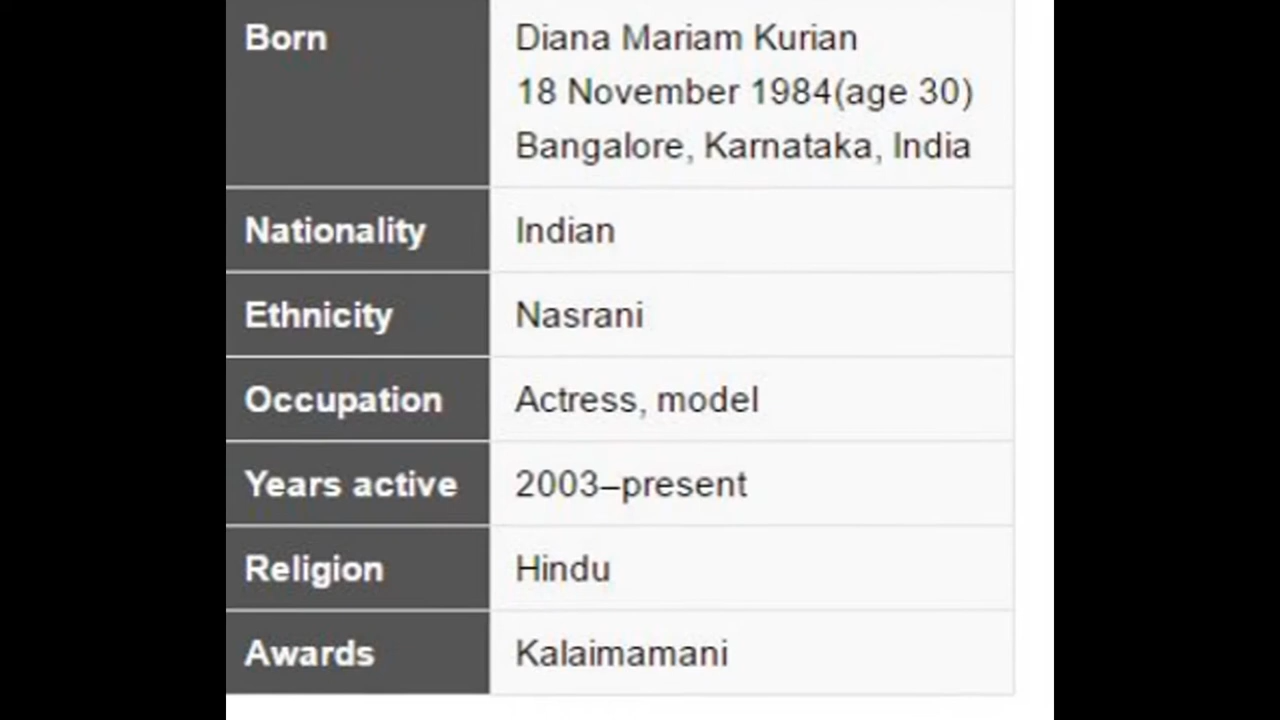 Born
Diana Mariam Kurian
18 November 1984(age 30)
Bangalore, Karnataka, India
Nationality
Indian
Ethnicity
Nasrani
Occupation
Actress, model
Years active
2003–present
Religion
Hindu
Awards
Kalaimamani